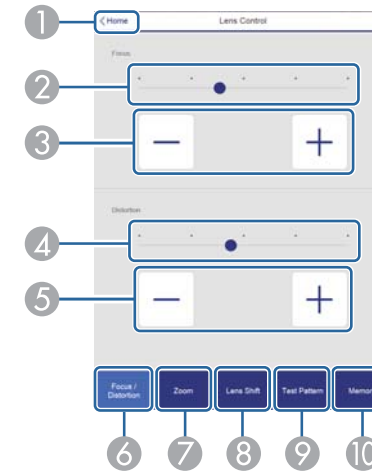 1 < Home Lens Control
Focus
2
3
Distortion
4
5
Focus / Zoom Lens Shift Test Pattern Memor
Distortion
6 7 8 9 10